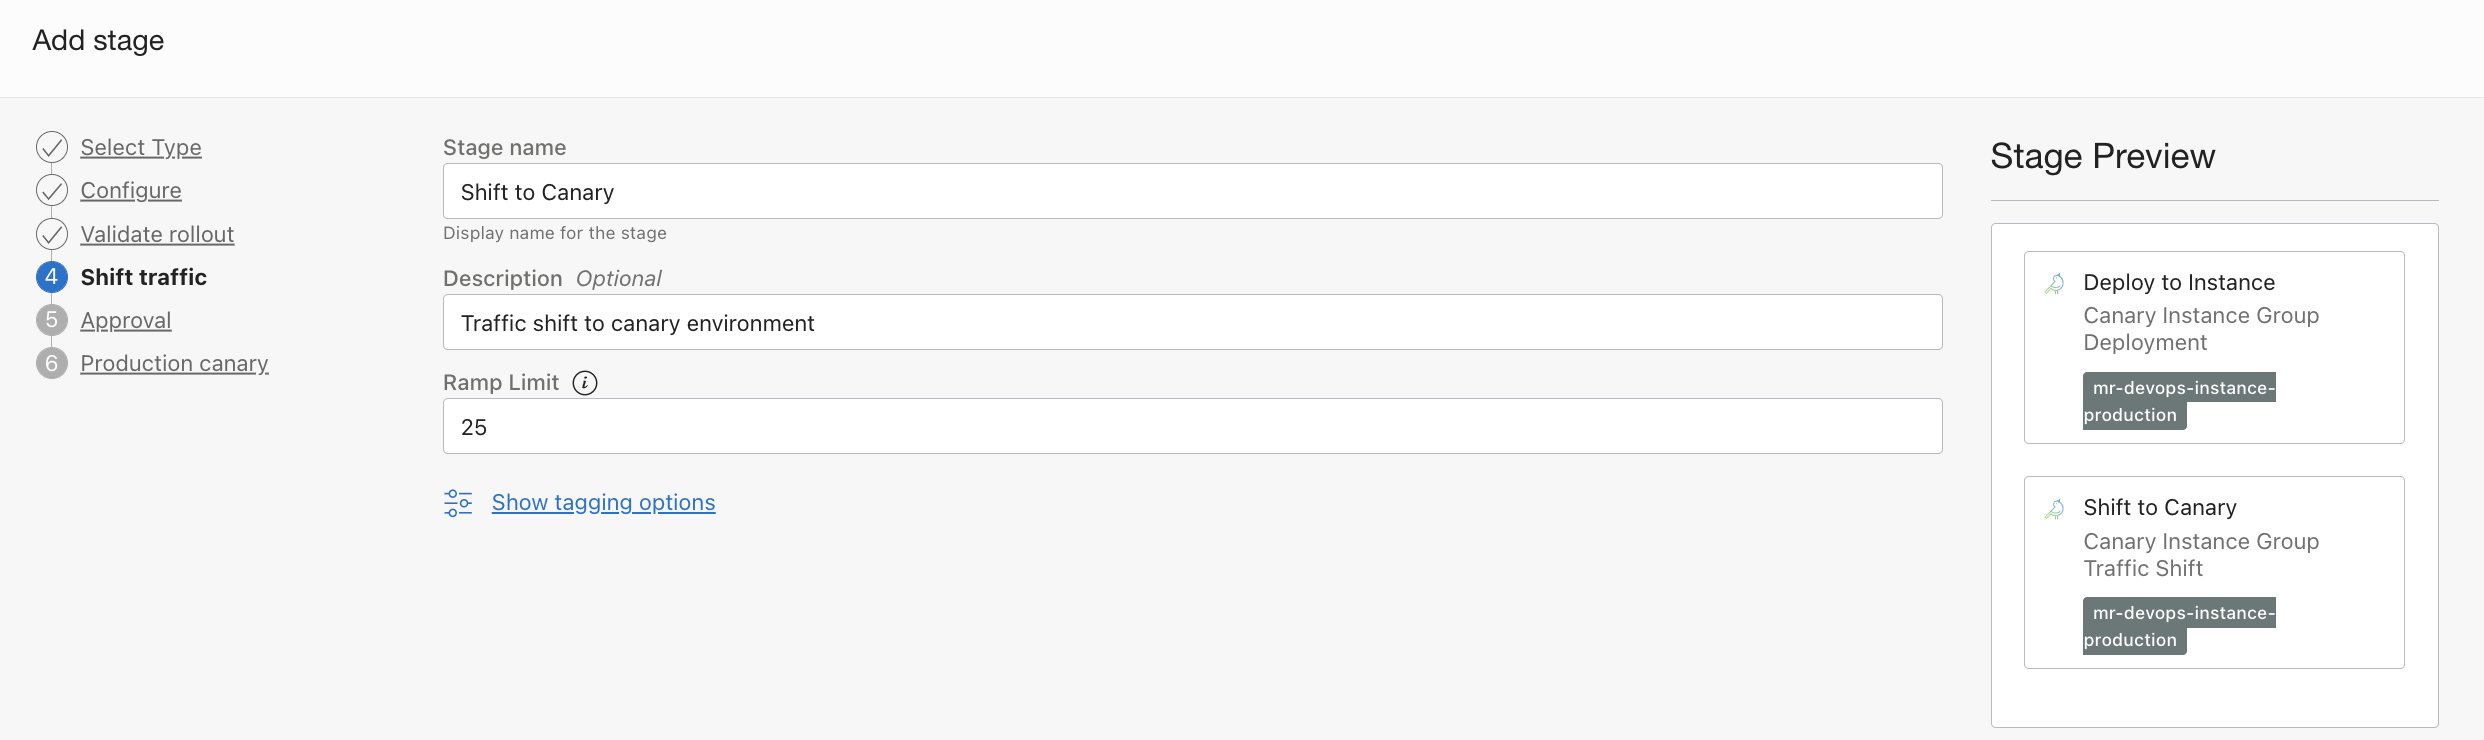 Add stage
Select Type
Configure
Validate rollout
4 Shift traffic
5 Approval
6 Production canary
Stage name
Shift to Canary
Display name for the stage
Description Optional
Traffic shift to canary environment
Ramp Limit i
25
Show tagging options
Stage Preview
Deploy to Instance
Canary Instance Group
Deployment
mr-devops-instance-
production
Shift to Canary
Canary Instance Group
Traffic Shift
mr-devops-instance-
production